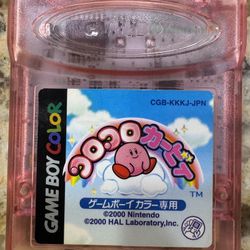 CGB-KKKJ-JPN
GAME BOY COLOR
コロコロカービィ
TM
ゲームボーイ カラー専用
©2000 Nintendo
©2000 HAL Laboratory,Inc.